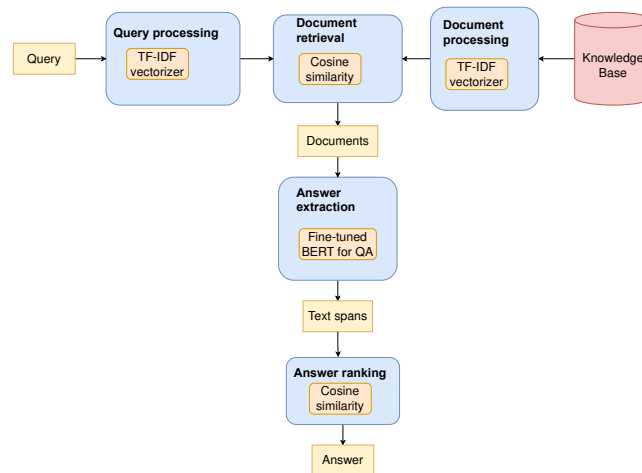 Query
Query processing
TF-IDF
vectorizer
Document
retrieval
Cosine
similarity
Document
processing
TF-IDF
vectorizer
Knowledge
Base
Documents
Answer
extraction
Fine-tuned
BERT for QA
Text spans
Answer ranking
Cosine
similarity
Answer